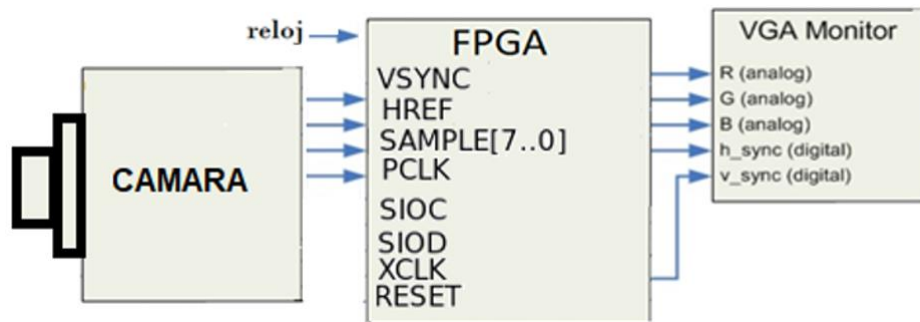 reloj
FPGA
VSYNC
HREF
SAMPLE[7..0]
PCLK
SIOC
SIOD
XCLK
RESET
CAMARA
VGA Monitor
R (analog)
G (analog)
B (analog)
h_sync (digital)
v_sync (digital)